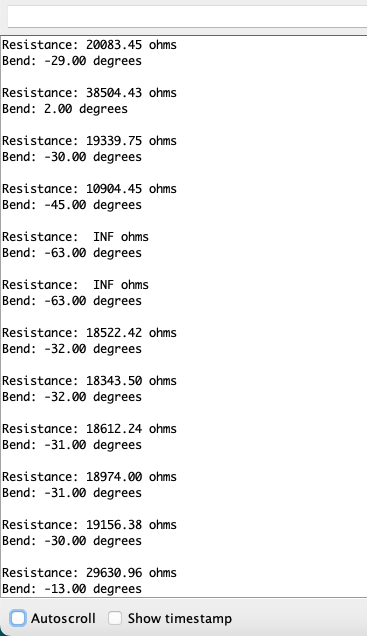 Resistance: 20083.45 ohms
Bend: -29.00 degrees
Resistance: 38504.43 ohms
Bend: 2.00 degrees
Resistance: 19339.75 ohms
Bend: -30.00 degrees
Resistance: 10904.45 ohms
Bend: -45.00 degrees
Resistance:  INF ohms
Bend: -63.00 degrees
Resistance:  INF ohms
Bend: -63.00 degrees
Resistance: 18522.42 ohms
Bend: -32.00 degrees
Resistance: 18343.50 ohms
Bend: -32.00 degrees
Resistance: 18612.24 ohms
Bend: -31.00 degrees
Resistance: 18974.00 ohms
Bend: -31.00 degrees
Resistance: 19156.38 ohms
Bend: -30.00 degrees
Resistance: 29630.96 ohms
Bend: -13.00 degrees
Autoscroll Show timestamp